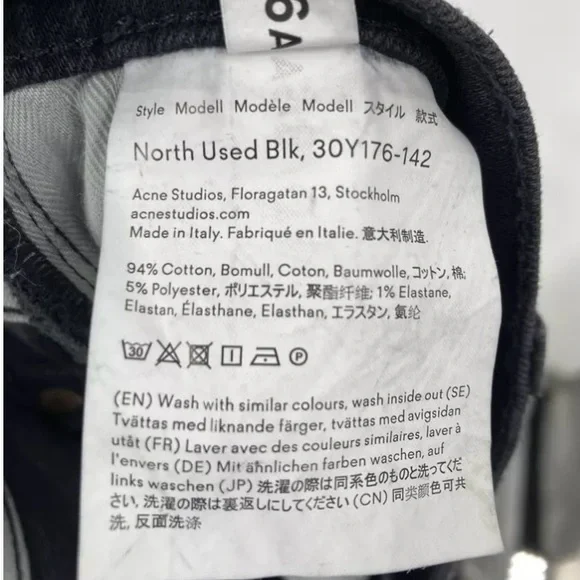 6A
Style Modell Modèle Modell スタイル 款式
North Used Blk, 30Y176-142
Acne Studios, Floragatan 13, Stockholm
acnestudios.com
Made in Italy. Fabriqué en Italie. 意大利制造.
94% Cotton, Bomull, Coton, Baumwolle, コットン, 棉;
5% Polyester, ポリエステル, 聚酯纤维; 1% Elastane,
Elastan, Élasthane, Elasthan, エラスタン, 氨纶
30 P
(EN) Wash with similar colours, wash inside out (SE)
Tvättas med liknande färger, tvättas med avigsidan
utåt (FR) Laver avec des couleurs similaires, laver à
l'envers (DE) Mit ähnlichen farben waschen, auf
links waschen (JP) 洗濯の際は同系色のものと洗ってくだ
さい, 洗濯の際は裏返しにしてください (CN) 同类颜色可共
洗, 反面洗涤